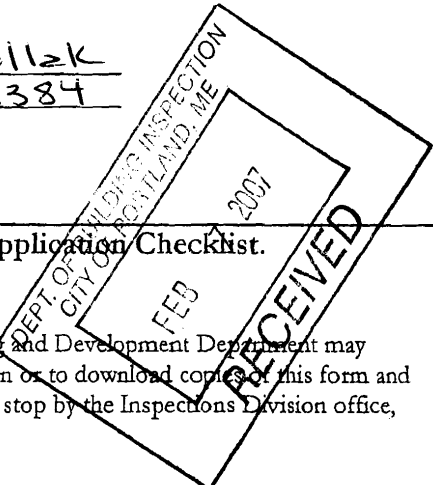 384
DEPT. OF BUILDING INSPECTION
CITY OF PORTLAND, ME
FEB 2007
RECEIVED
Application Checklist.
and Development Department may
or to download copies of this form and
stop by the Inspections Division office,